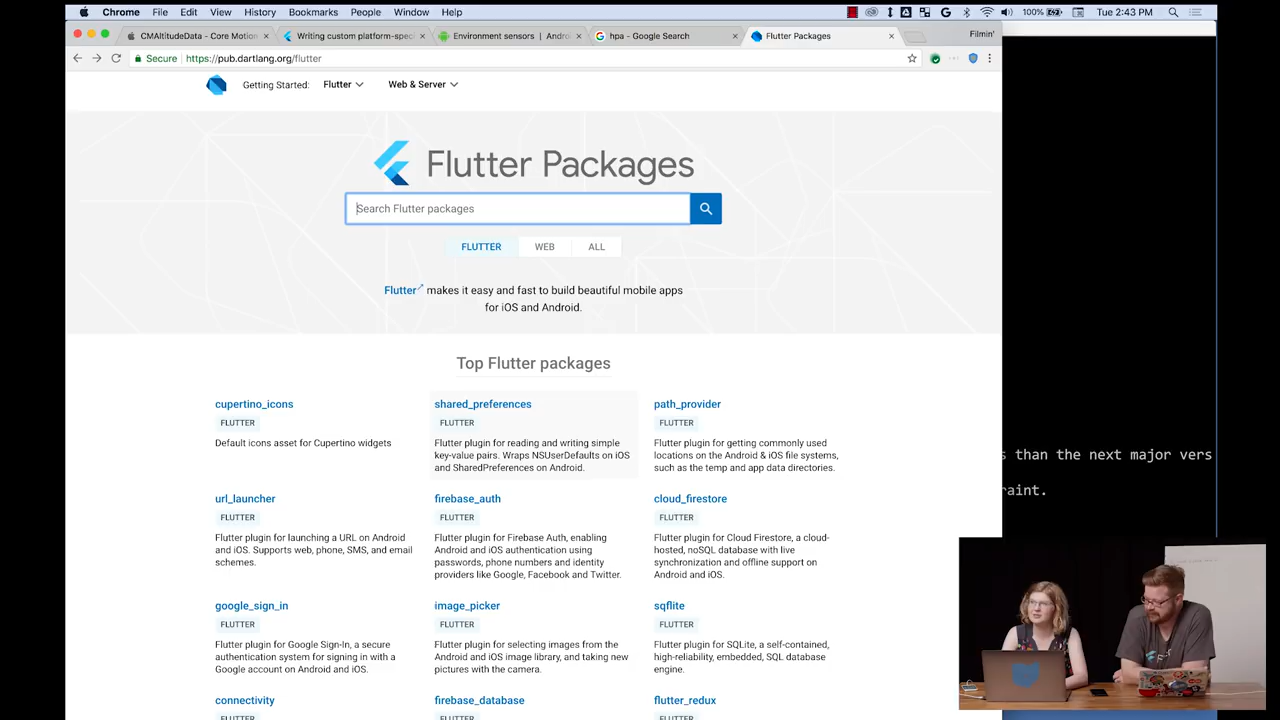 Chrome File Edit View History Bookmarks People Window Help 100% Tue 2:43 PM
CMAltitudeData - Core Motion Writing custom platform-spec Environment sensors | Androi hpa - Google Search Flutter Packages Filmin'
Secure https://pub.dartlang.org/flutter
Getting Started: Flutter Web & Server
Flutter Packages
Search Flutter packages
FLUTTER WEB ALL
Flutter makes it easy and fast to build beautiful mobile apps
for iOS and Android.
Top Flutter packages
cupertino_icons
FLUTTER
Default icons asset for Cupertino widgets
shared_preferences
FLUTTER
Flutter plugin for reading and writing simple
key-value pairs. Wraps NSUserDefaults on iOS
and SharedPreferences on Android.
path_provider
FLUTTER
Flutter plugin for getting commonly used
locations on the Android & iOS file systems,
such as the temp and app data directories.
url_launcher
FLUTTER
Flutter plugin for launching a URL on Android
and iOS. Supports web, phone, SMS, and email
schemes.
firebase_auth
FLUTTER
Flutter plugin for Firebase Auth, enabling
Android and iOS authentication using
passwords, phone numbers and identity
providers like Google, Facebook and Twitter.
cloud_firestore
FLUTTER
Flutter plugin for Cloud Firestore, a cloud-
hosted, noSQL database with live
synchronization and offline support on
Android and iOS.
google_sign_in
FLUTTER
Flutter plugin for Google Sign-In, a secure
authentication system for signing in with a
Google account on Android and iOS.
image_picker
FLUTTER
Flutter plugin for selecting images from the
Android and iOS image library, and taking new
pictures with the camera.
sqflite
FLUTTER
Flutter plugin for SQLite, a self-contained,
high-reliability, embedded, SQL database
engine.
connectivity
FLUTTER
firebase_database
FLUTTER
flutter_redux
FLUTTER
s than the next major vers
raint.